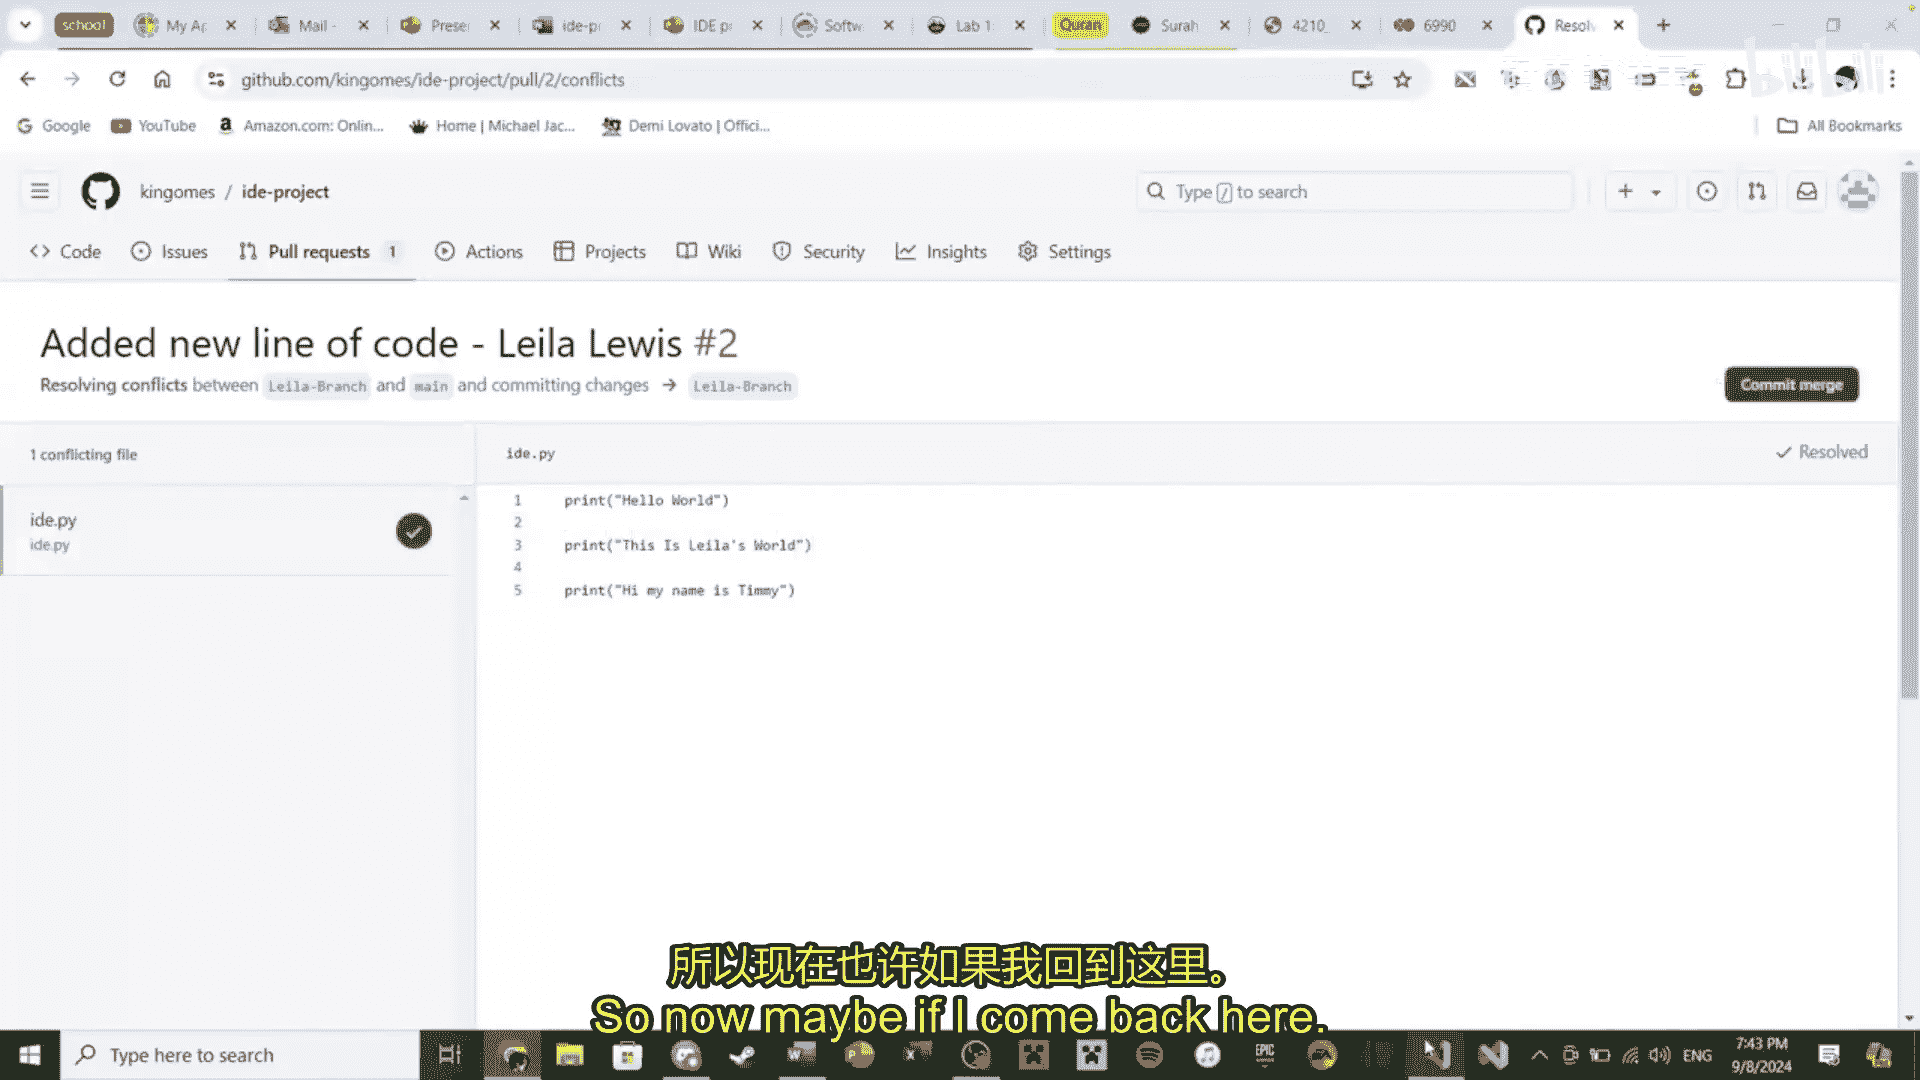 school My Ap Mail - Prese ide-p IDE p Softw Lab 1 Quran Surah 4210_ 6990 Resolv
github.com/kingomes/ide-project/pull/2/conflicts
bilibili
Google YouTube Amazon.com: Onlin... Home | Michael Jac... Demi Lovato | Offici... All Bookmarks
kingomes / ide-project Type / to search
Code Issues Pull requests 1 Actions Projects Wiki Security Insights Settings
Added new line of code - Leila Lewis #2
Resolving conflicts between Leila-Branch and main and committing changes → Leila-Branch
Commit merge
1 conflicting file
ide.py
Resolved
ide.py
ide.py
1 print("Hello World")
2
3 print("This Is Leila's World")
4
5 print("Hi my name is Timmy")
所以现在也许如果我回到这里。
So now maybe if I come back here.
Type here to search
EPIC
ENG
7:43 PM
9/8/2024